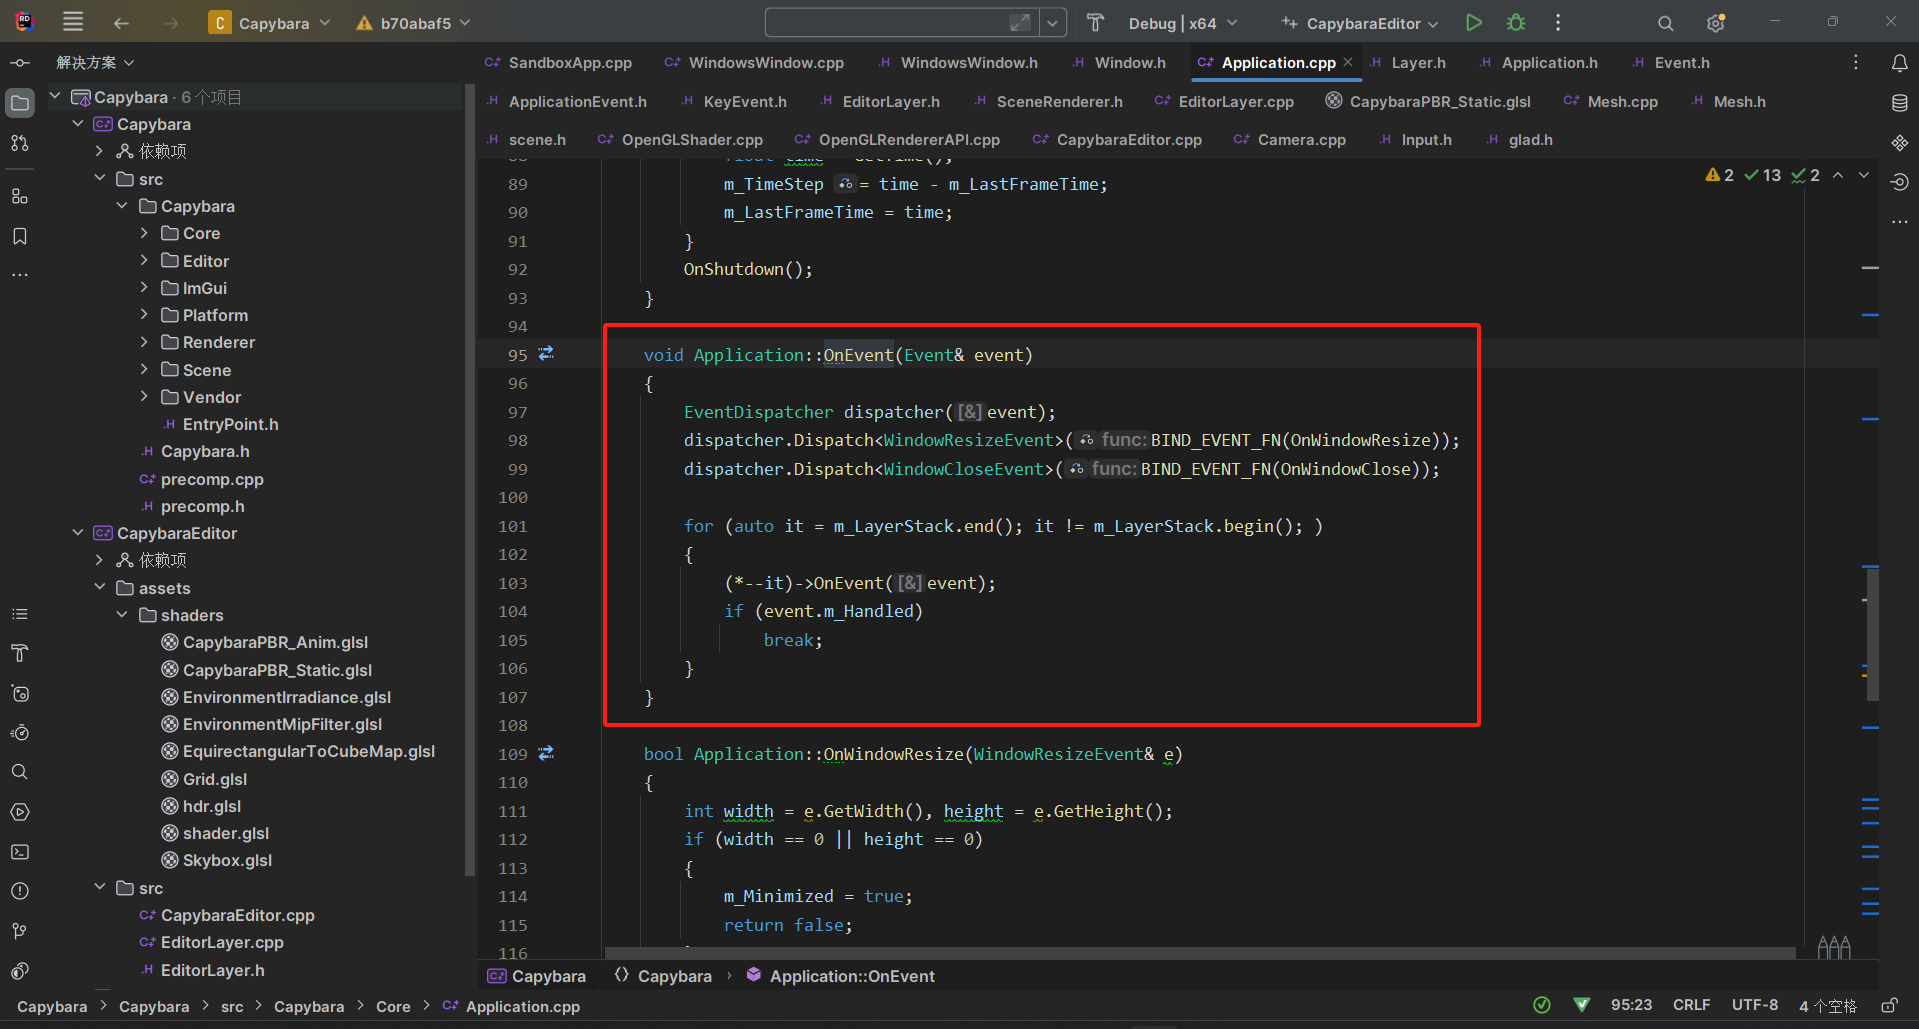 C Capybara b70abaf5 Debug | x64 CapybaraEditor
解决方案
Capybara · 6 个项目
Capybara
依赖项
src
Capybara
Core
Editor
ImGui
Platform
Renderer
Scene
Vendor
EntryPoint.h
Capybara.h
precomp.cpp
precomp.h
CapybaraEditor
依赖项
assets
shaders
CapybaraPBR_Anim.glsl
CapybaraPBR_Static.glsl
EnvironmentIrradiance.glsl
EnvironmentMipFilter.glsl
EquirectangularToCubeMap.glsl
Grid.glsl
hdr.glsl
shader.glsl
Skybox.glsl
src
CapybaraEditor.cpp
EditorLayer.cpp
EditorLayer.h
SandboxApp.cpp WindowsWindow.cpp WindowsWindow.h Window.h Application.cpp Layer.h Application.h Event.h
ApplicationEvent.h KeyEvent.h EditorLayer.h SceneRenderer.h EditorLayer.cpp CapybaraPBR_Static.glsl Mesh.cpp Mesh.h
scene.h OpenGLShader.cpp OpenGLRendererAPI.cpp CapybaraEditor.cpp Camera.cpp Input.h glad.h
2 13 2
88 float time = GetTime();
89 m_TimeStep = time - m_LastFrameTime;
90 m_LastFrameTime = time;
91 }
92 OnShutdown();
93 }
94
95 void Application::OnEvent(Event& event)
96 {
97 EventDispatcher dispatcher([&]event);
98 dispatcher.Dispatch<WindowResizeEvent>(func:BIND_EVENT_FN(OnWindowResize));
99 dispatcher.Dispatch<WindowCloseEvent>(func:BIND_EVENT_FN(OnWindowClose));
100
101 for (auto it = m_LayerStack.end(); it != m_LayerStack.begin(); )
102 {
103 (*--it)->OnEvent([&]event);
104 if (event.m_Handled)
105 break;
106 }
107 }
108
109 bool Application::OnWindowResize(WindowResizeEvent& e)
110 {
111 int width = e.GetWidth(), height = e.GetHeight();
112 if (width == 0 || height == 0)
113 {
114 m_Minimized = true;
115 return false;
116 }
Capybara Capybara › Application::OnEvent
Capybara > Capybara > src > Capybara > Core > Application.cpp 95:23 CRLF UTF-8 4 个空格